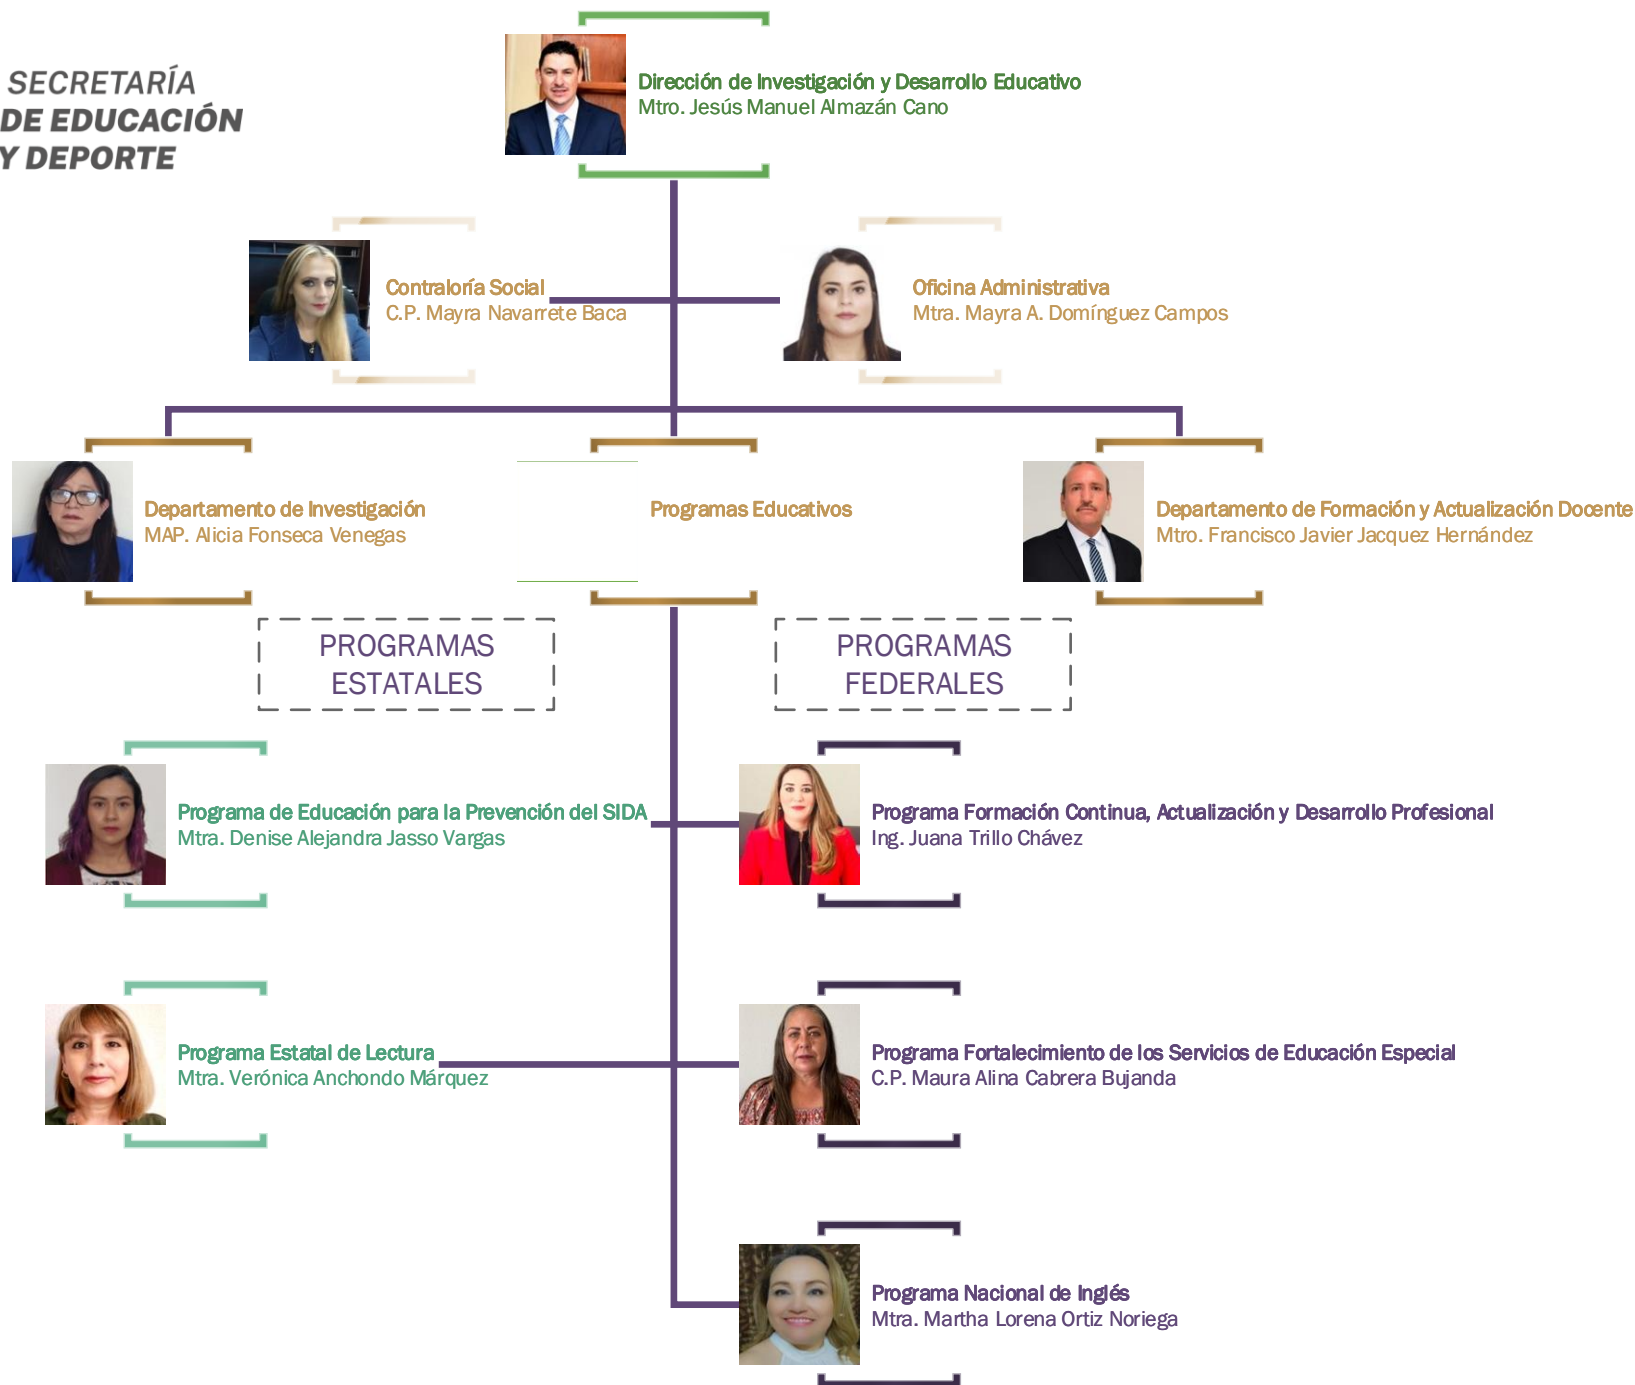 SECRETARÍA
DE EDUCACIÓN
Y DEPORTE
Dirección de Investigación y Desarrollo Educativo
Mtro. Jesús Manuel Almazán Cano
Contraloría Social
C.P. Mayra Navarrete Baca
Oficina Administrativa
Mtra. Mayra A. Domínguez Campos
Departamento de Investigación
MAP. Alicia Fonseca Venegas
Programas Educativos
Departamento de Formación y Actualización Docente
Mtro. Francisco Javier Jacquez Hernández
PROGRAMAS
ESTATALES
PROGRAMAS
FEDERALES
Programa de Educación para la Prevención del SIDA
Mtra. Denise Alejandra Jasso Vargas
Programa Formación Continua, Actualización y Desarrollo Profesional
Ing. Juana Trillo Chávez
Programa Estatal de Lectura
Mtra. Verónica Anchondo Márquez
Programa Fortalecimiento de los Servicios de Educación Especial
C.P. Maura Alina Cabrera Bujanda
Programa Nacional de Inglés
Mtra. Martha Lorena Ortiz Noriega